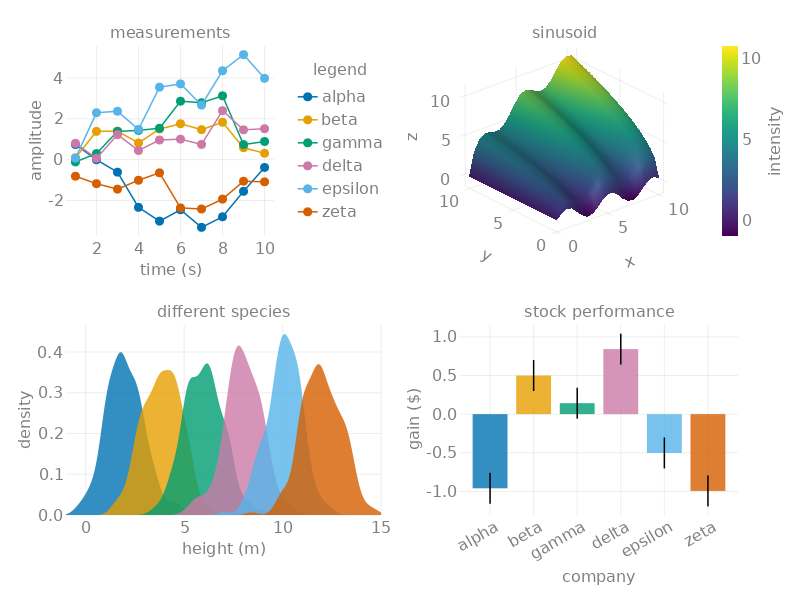 measurements
amplitude
4
2
0
-2
2
4
6
8
10
time (s)
legend
alpha
beta
gamma
delta
epsilon
zeta
sinusoid
z
10
5
0
10
5
0
y
0
5
10
x
10
5
0
intensity
different species
density
0.4
0.3
0.2
0.1
0.0
0
5
10
15
height (m)
stock performance
gain ($)
1.0
0.5
0.0
-0.5
-1.0
alpha
beta
gamma
delta
epsilon
zeta
company